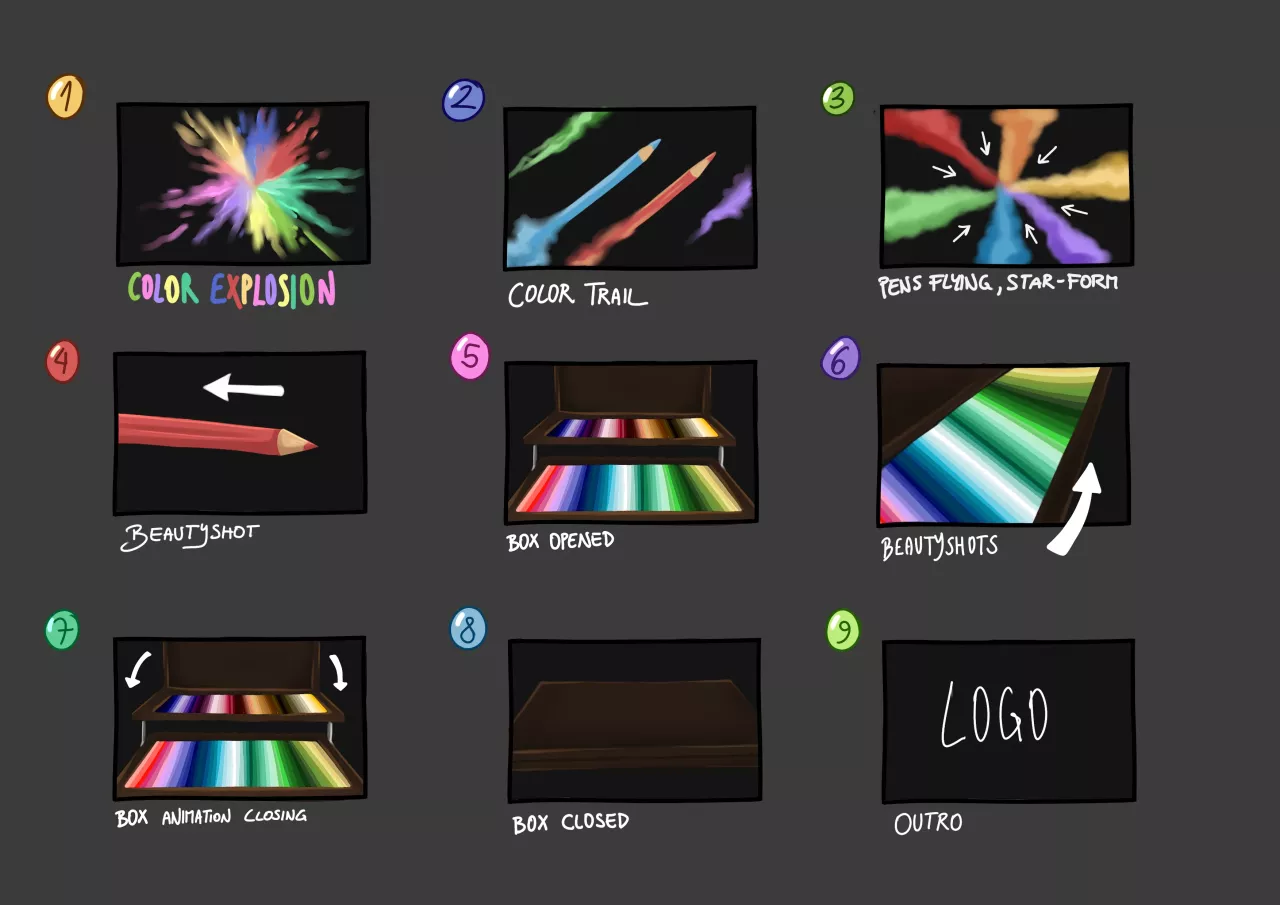 1
2
3
COLOR EXPLOSION
COLOR TRAIL
PENS FLYING, STAR-FORM
4
5
6
BEAUTYSHOT
BOX OPENED
BEAUTYSHOTS
7
8
9
LOGO
BOX ANIMATION CLOSING
BOX CLOSED
OUTRO